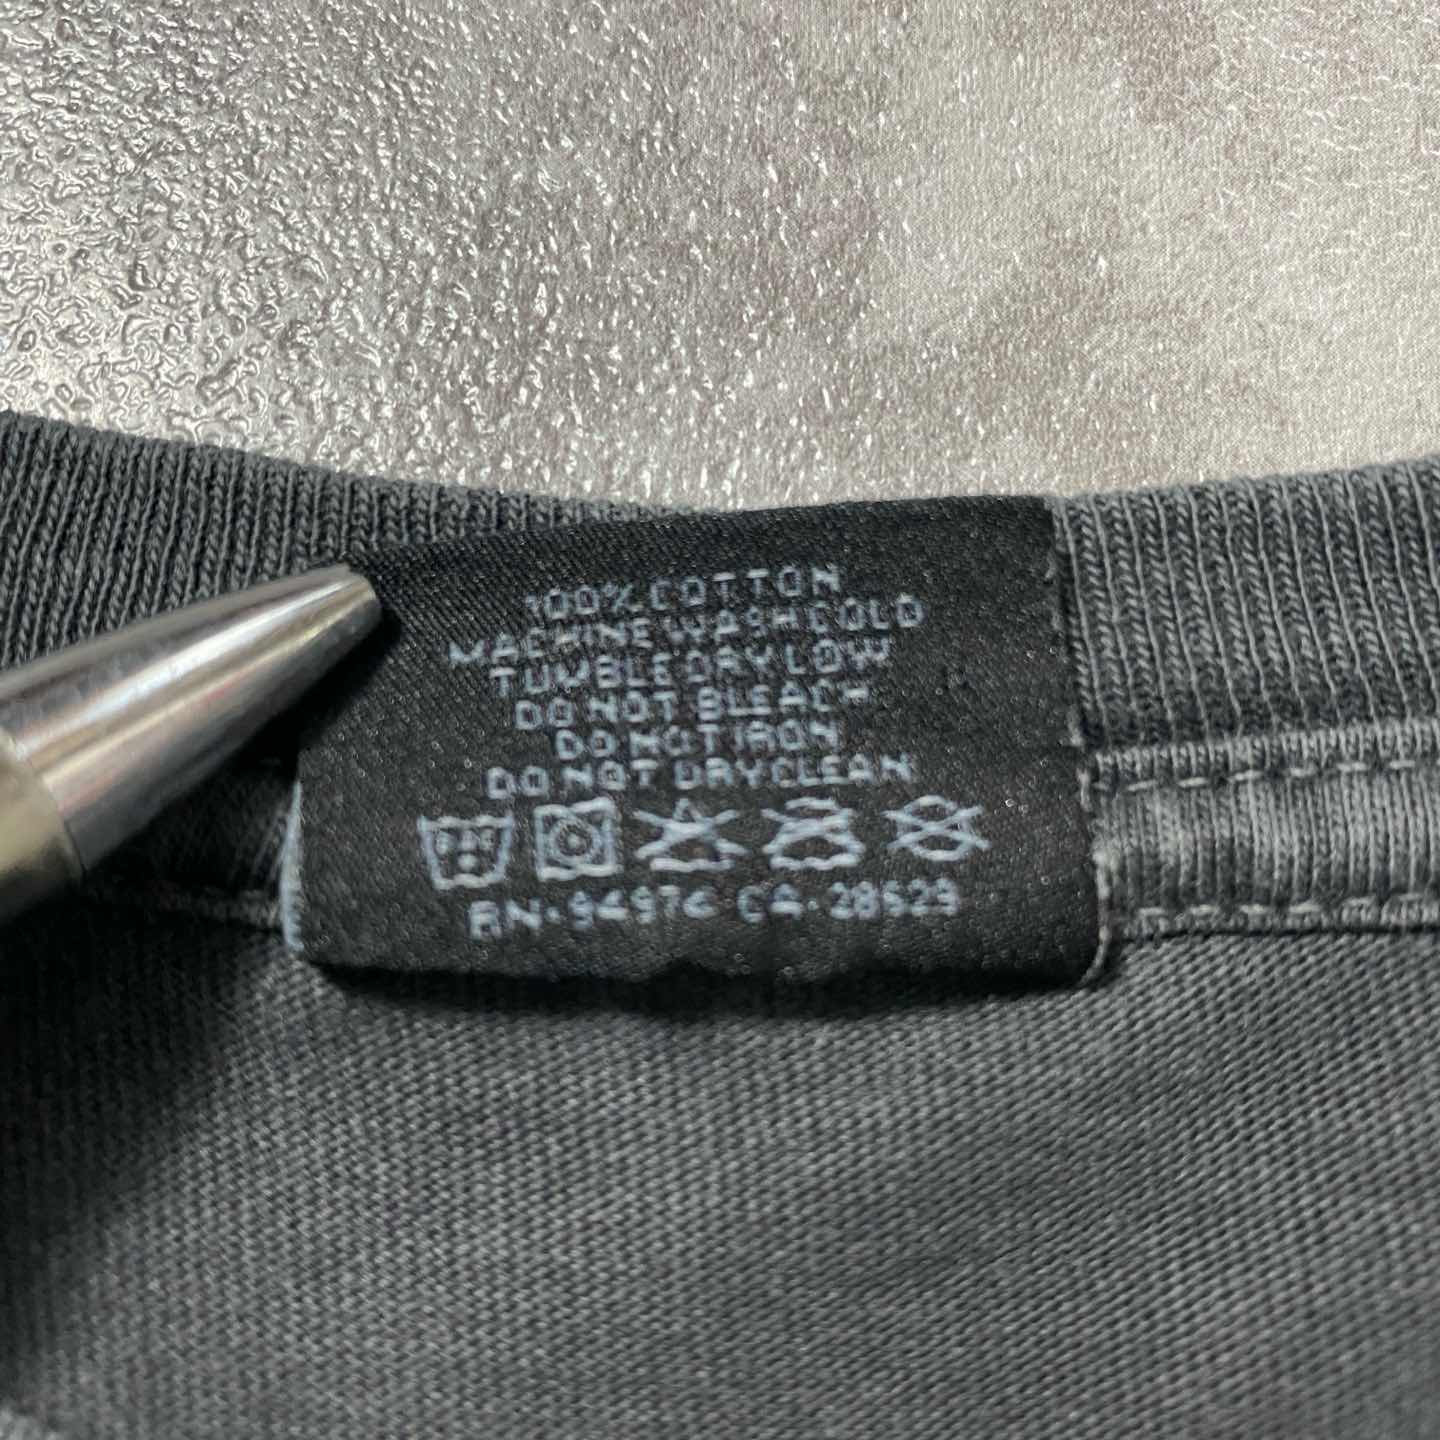 100% COTTON
MACHINE WASH COLD
TUMBLE DRY LOW
DO NOT BLEACH
DO NOT IRON
DO NOT DRYCLEAN
RN·94974 CA·28529